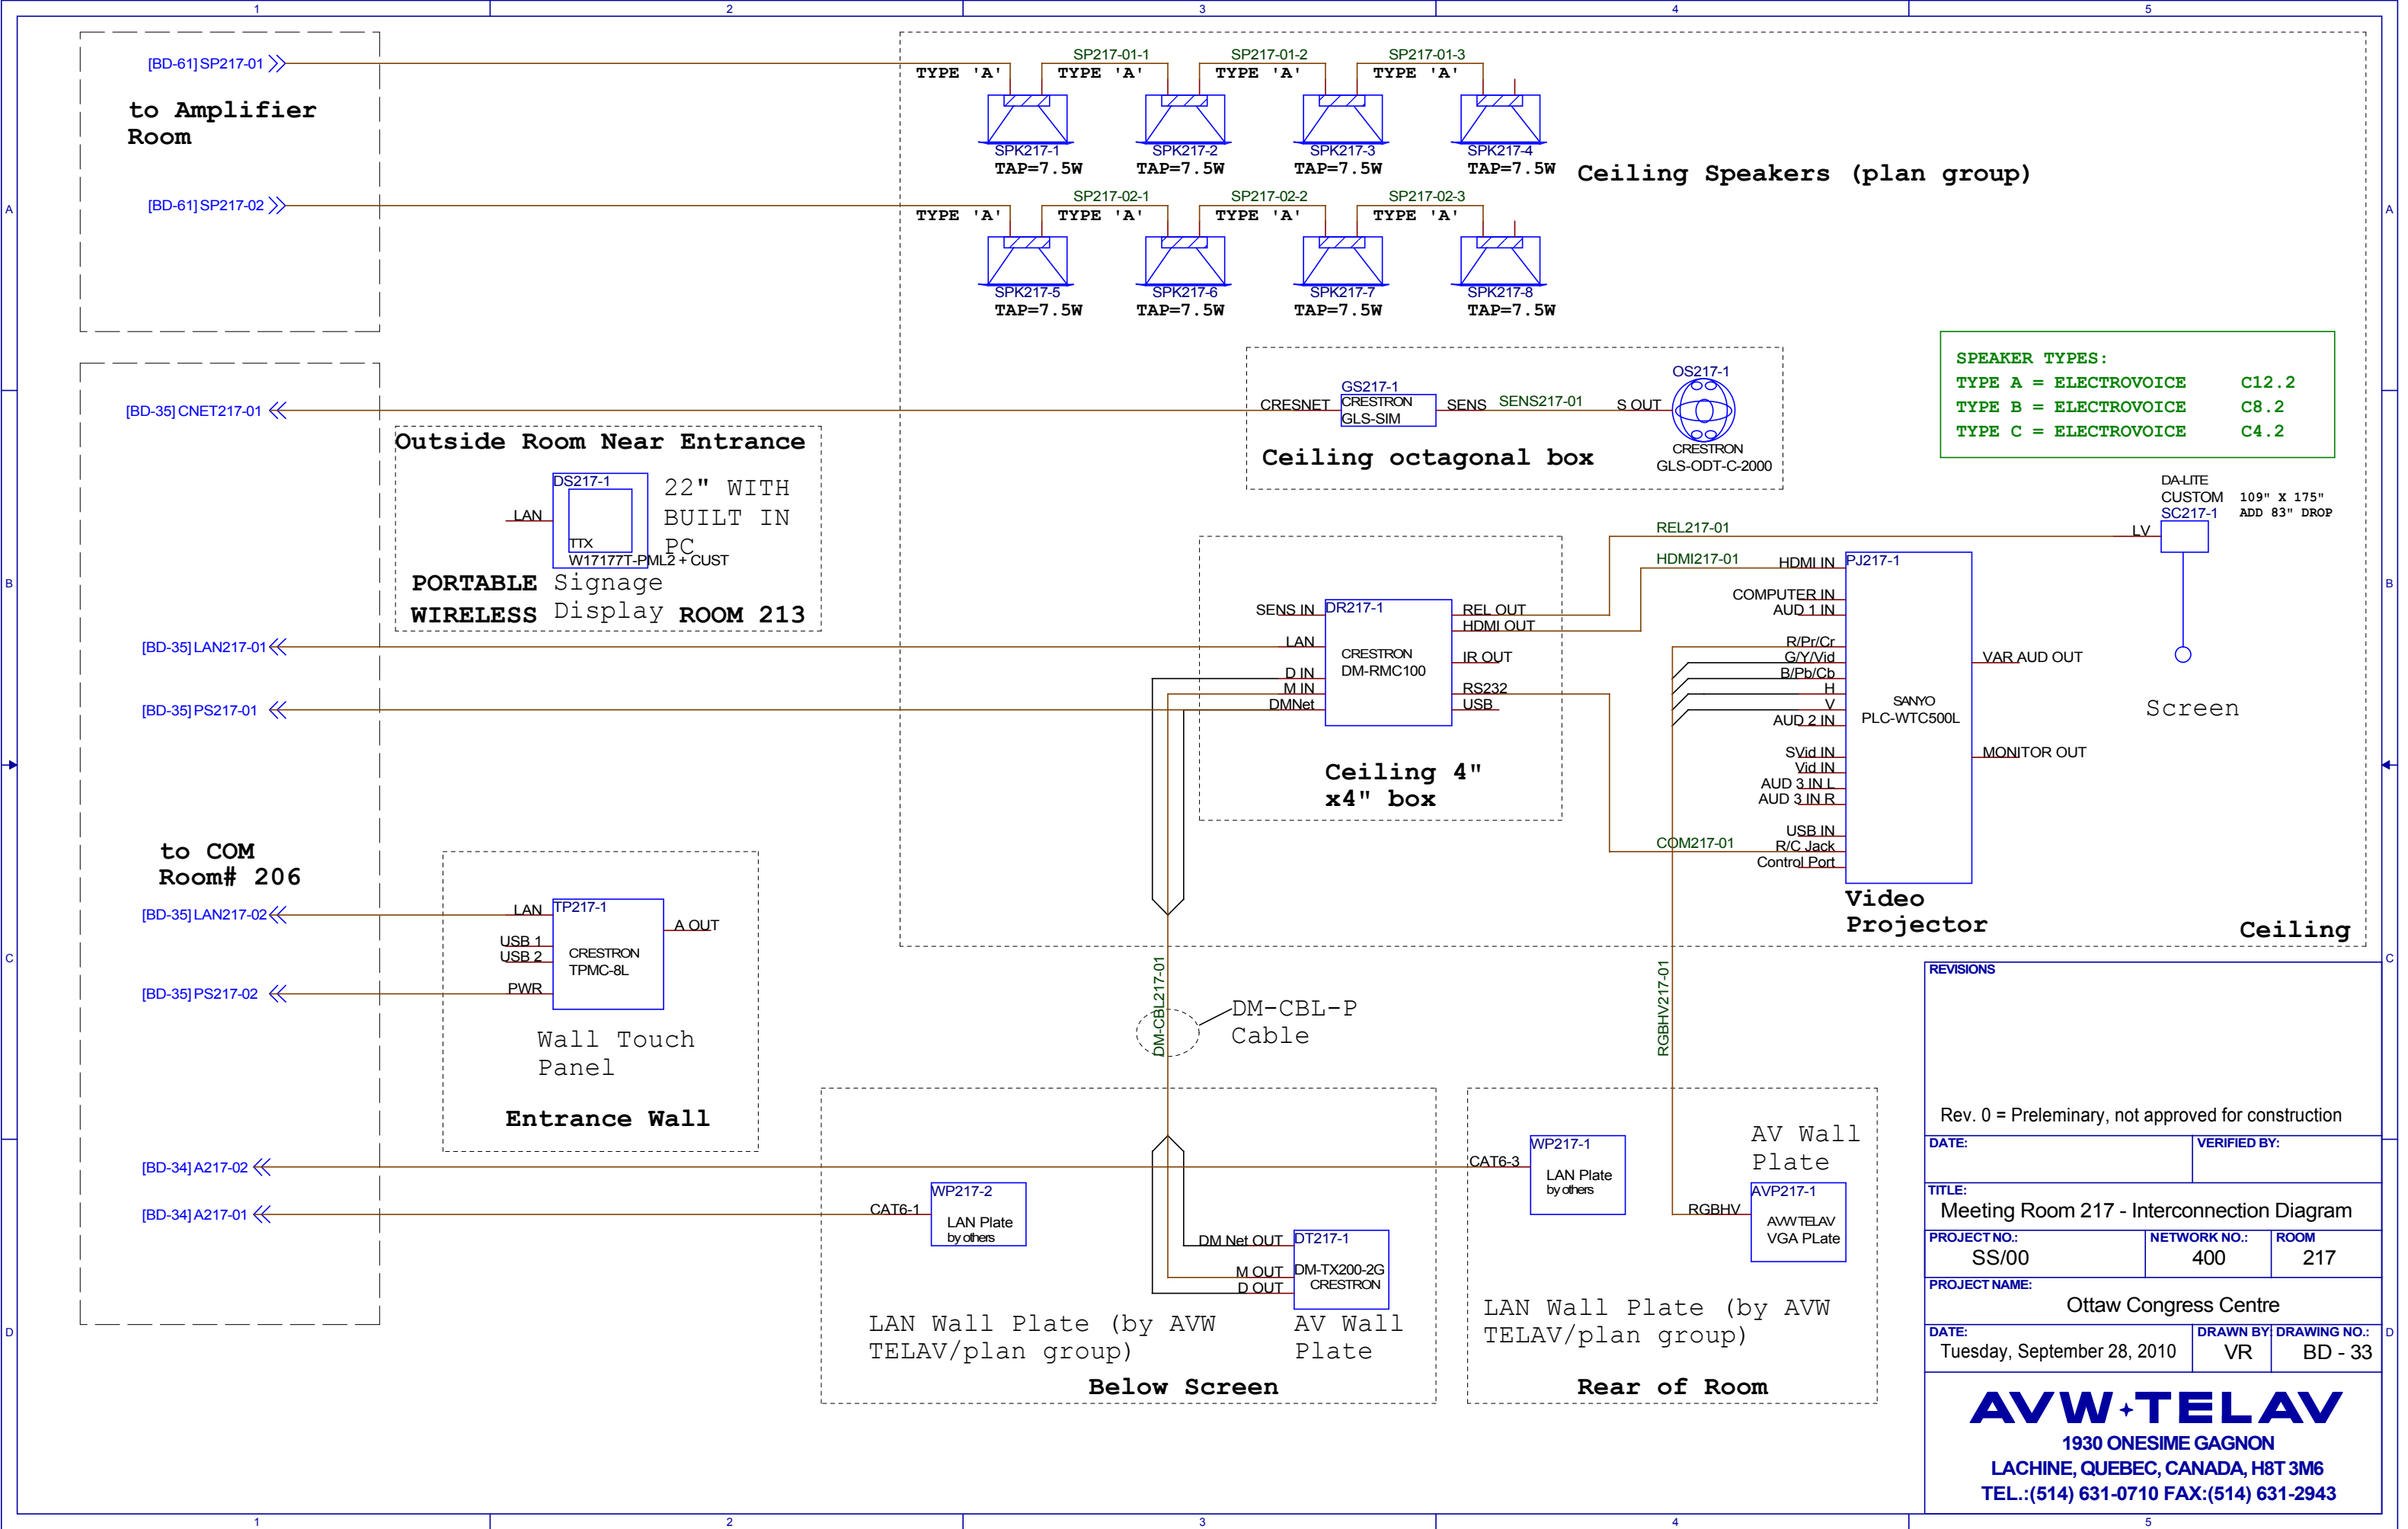 1 2 3 4 5
[BD-61] SP217-01
to Amplifier
Room
[BD-61] SP217-02
SP217-01-1 SP217-01-2 SP217-01-3
TYPE 'A' TYPE 'A' TYPE 'A' TYPE 'A'
SPK217-1 SPK217-2 SPK217-3 SPK217-4
TAP=7.5W TAP=7.5W TAP=7.5W TAP=7.5W
Ceiling Speakers (plan group)
SP217-02-1 SP217-02-2 SP217-02-3
TYPE 'A' TYPE 'A' TYPE 'A' TYPE 'A'
SPK217-5 SPK217-6 SPK217-7 SPK217-8
TAP=7.5W TAP=7.5W TAP=7.5W TAP=7.5W
A A
SPEAKER TYPES:
TYPE A = ELECTROVOICE C12.2
TYPE B = ELECTROVOICE C8.2
TYPE C = ELECTROVOICE C4.2
[BD-35] CNET217-01
CRESNET
GS217-1
CRESTRON
GLS-SIM
SENS SENS217-01 S OUT
OS217-1
CRESTRON
GLS-ODT-C-2000
Ceiling octagonal box
Outside Room Near Entrance
DS217-1
LAN
TTX
W17177T-PML2 + CUST
22" WITH
BUILT IN
PC
PORTABLE Signage
WIRELESS Display ROOM 213
DA-LITE
CUSTOM 109" X 175"
SC217-1 ADD 83" DROP
LV
Screen
REL217-01
HDMI217-01
B B
[BD-35] LAN217-01
[BD-35] PS217-01
SENS IN
LAN
D IN
M IN
DMNet
DR217-1
CRESTRON
DM-RMC100
REL OUT
HDMI OUT
IR OUT
RS232
USB
Ceiling 4"
x4" box
COM217-01
HDMI IN
COMPUTER IN
AUD 1 IN
R/Pr/Cr
G/Y/Vid
B/Pb/Cb
H
V
AUD 2 IN
SVid IN
Vid IN
AUD 3 IN L
AUD 3 IN R
USB IN
R/C Jack
Control Port
PJ217-1
SANYO
PLC-WTC500L
VAR AUD OUT
MONITOR OUT
Video
Projector
Ceiling
to COM
Room# 206
[BD-35] LAN217-02
[BD-35] PS217-02
LAN
USB 1
USB 2
PWR
TP217-1
CRESTRON
TPMC-8L
A OUT
Wall Touch
Panel
Entrance Wall
C C
DM-CBL217-01
DM-CBL-P
Cable
RGBHV217-01
[BD-34] A217-02
[BD-34] A217-01
CAT6-1
WP217-2
LAN Plate
by others
DM Net OUT
M OUT
D OUT
DT217-1
DM-TX200-2G
CRESTRON
LAN Wall Plate (by AVW
TELAV/plan group)
AV Wall
Plate
Below Screen
CAT6-3
WP217-1
LAN Plate
by others
AV Wall
Plate
RGBHV
AVP217-1
AVW TELAV
VGA PLate
LAN Wall Plate (by AVW
TELAV/plan group)
Rear of Room
D D
REVISIONS
Rev. 0 = Preleminary, not approved for construction
DATE: VERIFIED BY:
TITLE:
Meeting Room 217 - Interconnection Diagram
PROJECT NO.: NETWORK NO.: ROOM
SS/00 400 217
PROJECT NAME:
Ottaw Congress Centre
DATE: DRAWN BY: DRAWING NO.:
Tuesday, September 28, 2010 VR BD - 33
AVW TELAV
1930 ONESIME GAGNON
LACHINE, QUEBEC, CANADA, H8T 3M6
TEL.:(514) 631-0710 FAX:(514) 631-2943
1 2 3 4 5